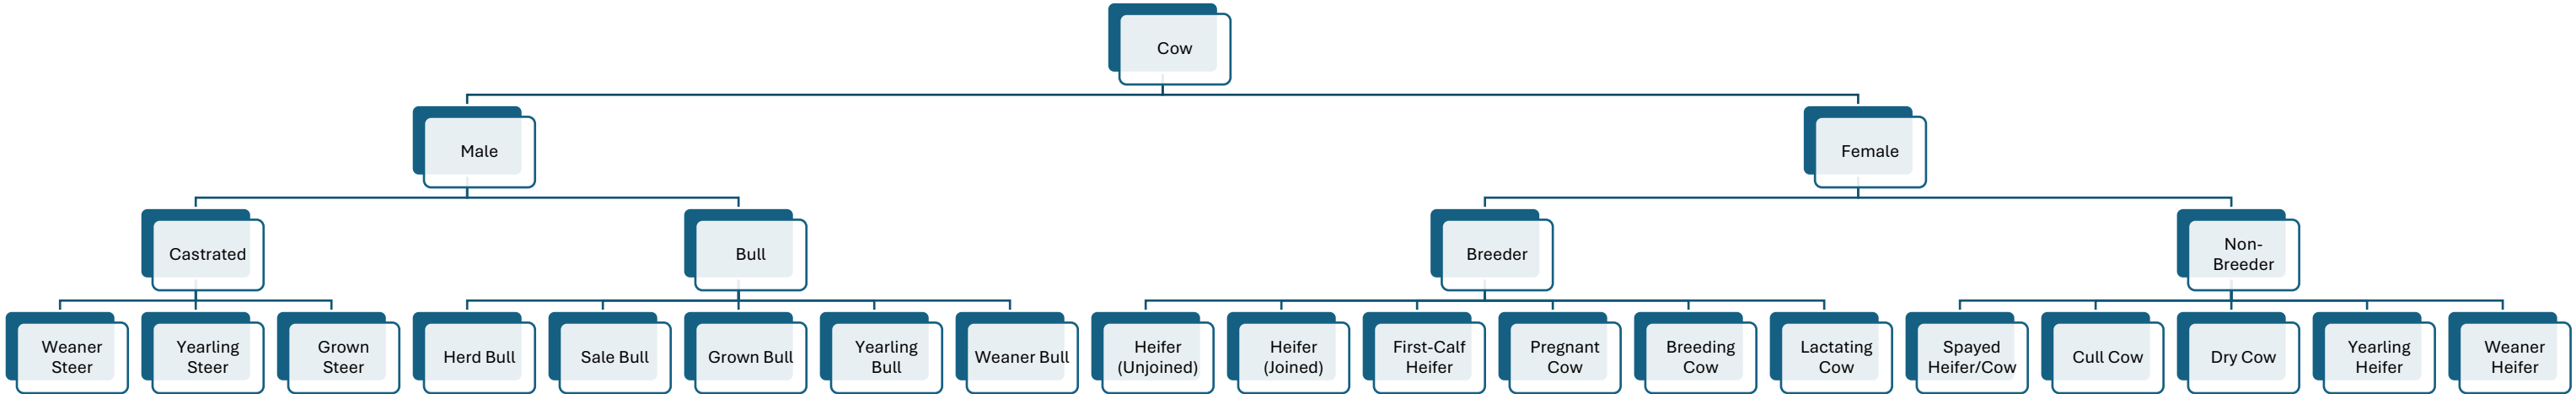 Cow
Male
Female
Castrated
Bull
Breeder
Non-
Breeder
Weaner
Steer
Yearling
Steer
Grown
Steer
Herd Bull
Sale Bull
Grown Bull
Yearling
Bull
Weaner Bull
Heifer
(Unjoined)
Heifer
(Joined)
First-Calf
Heifer
Pregnant
Cow
Breeding
Cow
Lactating
Cow
Spayed
Heifer/Cow
Cull Cow
Dry Cow
Yearling
Heifer
Weaner
Heifer